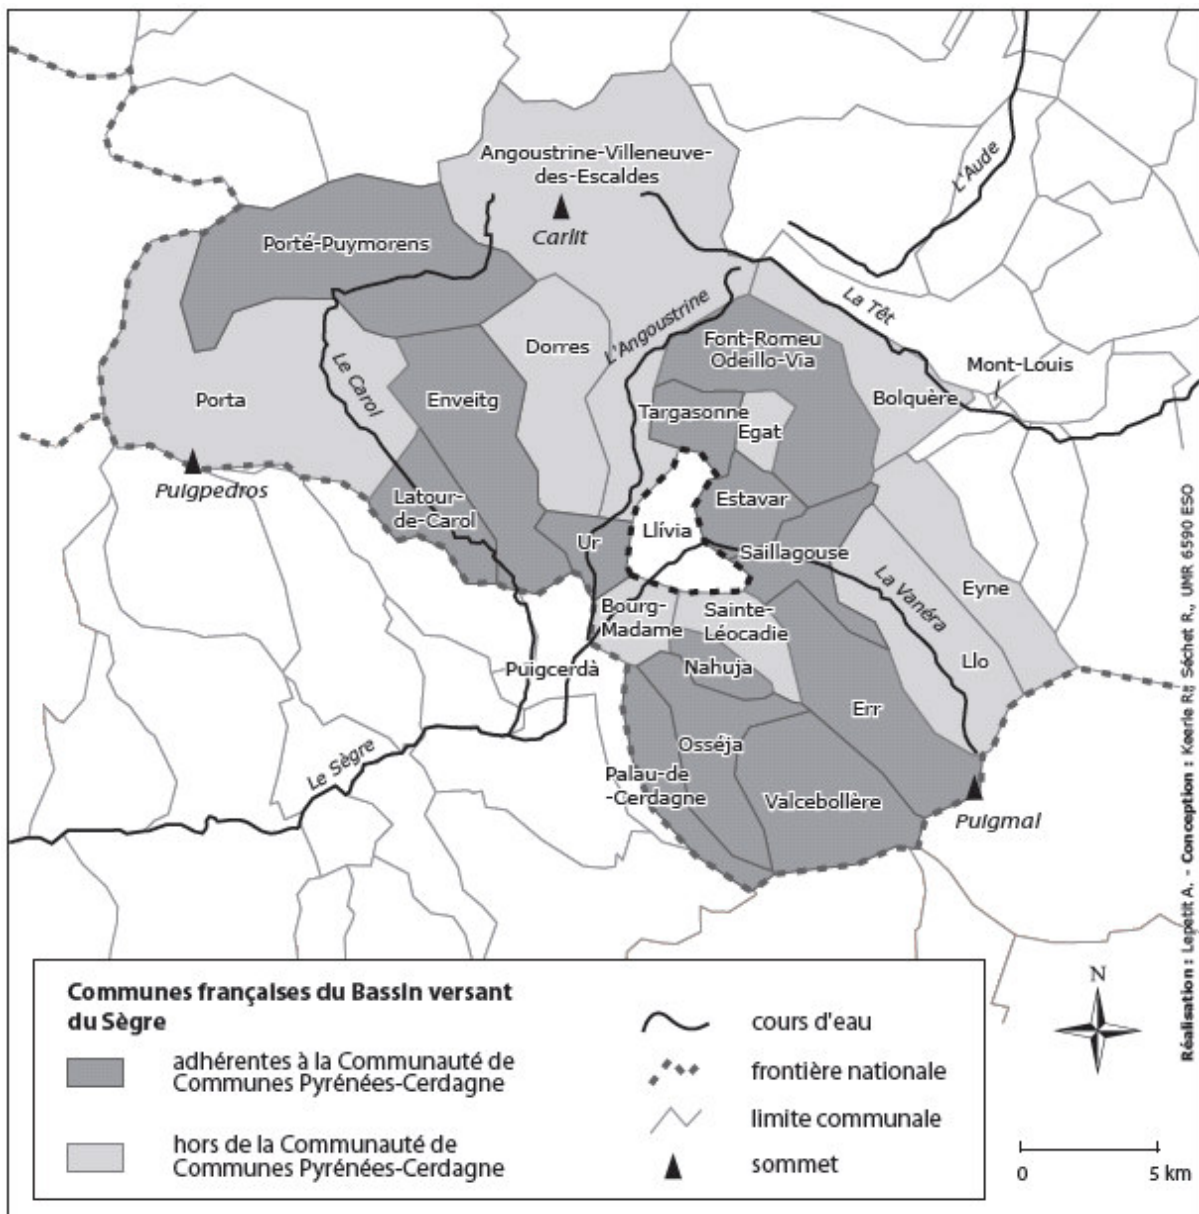 Angoustrine-Villeneuve-
des-Escaldes
Carlit
L'Aude
Porté-Puymorens
La Têt
L'Angoustrine
Font-Romeu
Odeillo-Via
Dorres
Mont-Louis
Le Carol
Porta
Enveitg
Bolquère
Targasonne
Egat
Puigpedros
Latour-
de-Carol
Estavar
Llívia
Ur
Saillagouse
La Vanéra
Eyne
Bourg-
Madame
Sainte-
Léocadie
Puigcerdà
Nahuja
Llo
Err
Osséja
Le Sègre
Palau-de
-Cerdagne
Valcebollère
Puigmal
Réalisation : Lepetit A. - Conception : Keerle R; Séchet R., UMR 6590 ESO
Communes françaises du Bassin versant
du Sègre
adhérentes à la Communauté de
Communes Pyrénées-Cerdagne
hors de la Communauté de
Communes Pyrénées-Cerdagne
cours d'eau
frontière nationale
limite communale
sommet
N
0 5 km